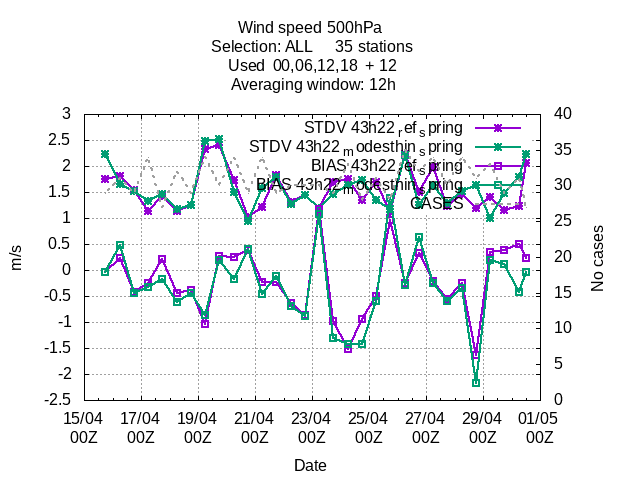 Wind speed 500hPa
Selection: ALL 35 stations
Used 00,06,12,18 + 12
Averaging window: 12h
STDV 43h22refspring
STDV 43h22modesthinspring
BIAS 43h22refspring
BIAS 43h22modesthinspring
CASES
m/s
3
2.5
2
1.5
1
0.5
0
-0.5
-1
-1.5
-2
-2.5
No cases
40
35
30
25
20
15
10
5
0
15/04 17/04 19/04 21/04 23/04 25/04 27/04 29/04 01/05
00Z 00Z 00Z 00Z 00Z 00Z 00Z 00Z 00Z
Date